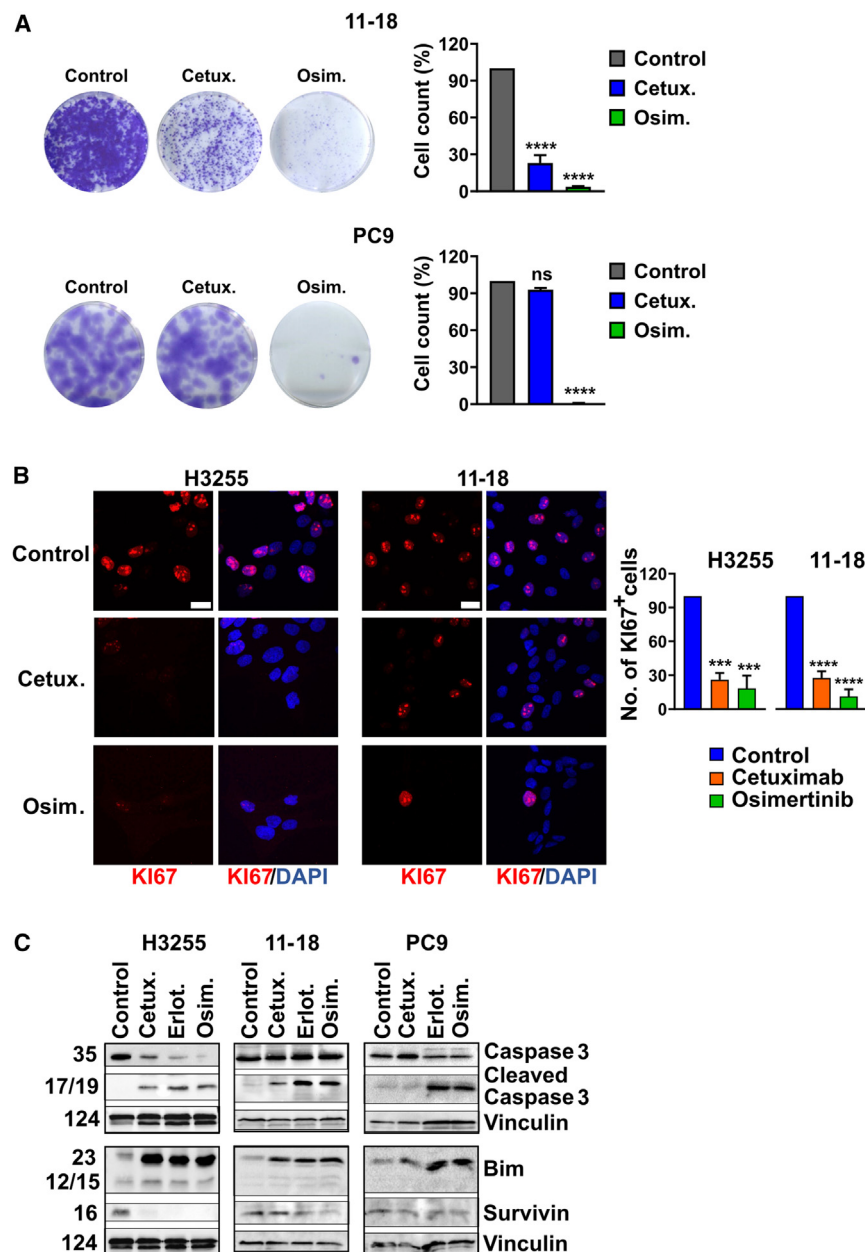 A
11-18
Control Cetux. Osim.
Cell count (%)
120
90
60
30
0
****
****
Control
Cetux.
Osim.
PC9
Control Cetux. Osim.
Cell count (%)
120
90
60
30
0
ns
****
Control
Cetux.
Osim.
B
H3255 11-18
Control
Cetux.
Osim.
KI67 KI67/DAPI KI67 KI67/DAPI
H3255 11-18
No. of KI67+cells
120
90
60
30
0
*** ***
**** ****
Control
Cetuximab
Osimertinib
C
H3255 11-18 PC9
Control Cetux. Erlot. Osim. Control Cetux. Erlot. Osim. Control Cetux. Erlot. Osim.
35 Caspase 3
17/19 Cleaved
Caspase 3
124 Vinculin
23 Bim
12/15
16 Survivin
124 Vinculin